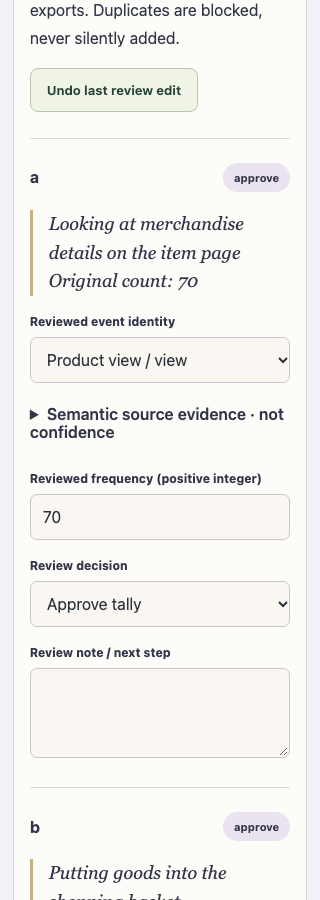 exports. Duplicates are blocked,
never silently added.
Undo last review edit
a
approve
Looking at merchandise
details on the item page
Original count: 70
Reviewed event identity
Product view / view
Semantic source evidence · not
confidence
Reviewed frequency (positive integer)
70
Review decision
Approve tally
Review note / next step
b
approve
Putting goods into the
shopping basket